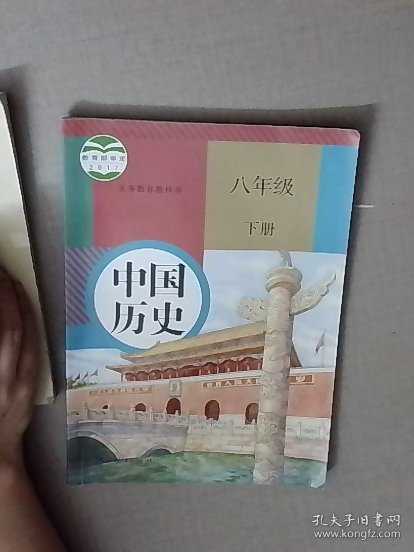 教育部审定
2017
义务教育教科书
八年级
下册
中国
历史
孔夫子旧书网
www.kongfz.com